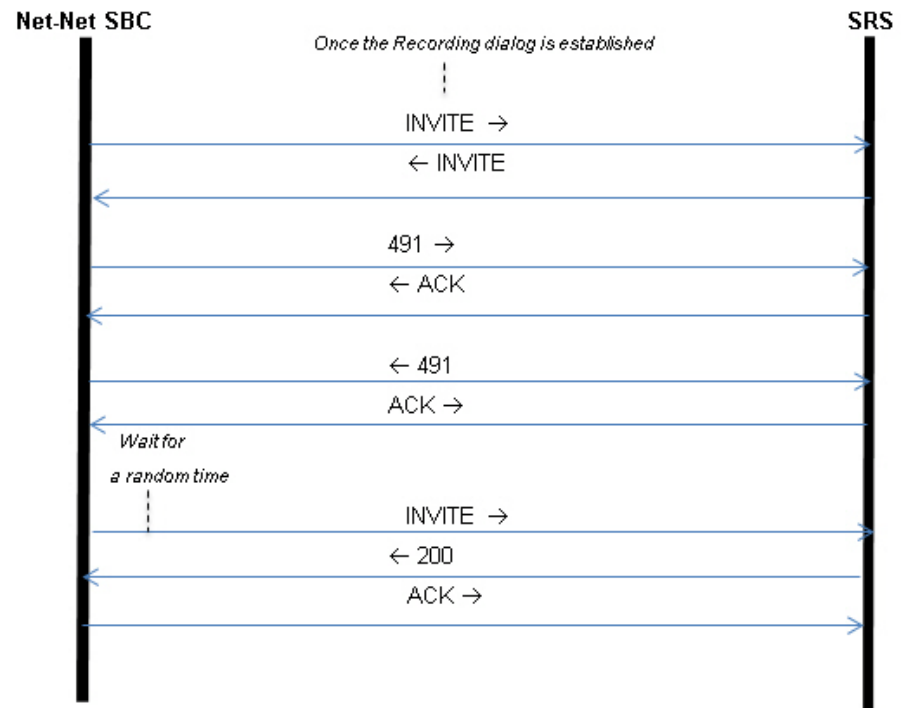 Net-Net SBC
SRS
Once the Recording dialog is established
INVITE →
← INVITE
491 →
← ACK
← 491
ACK →
Wait for
a random time
INVITE →
← 200
ACK →